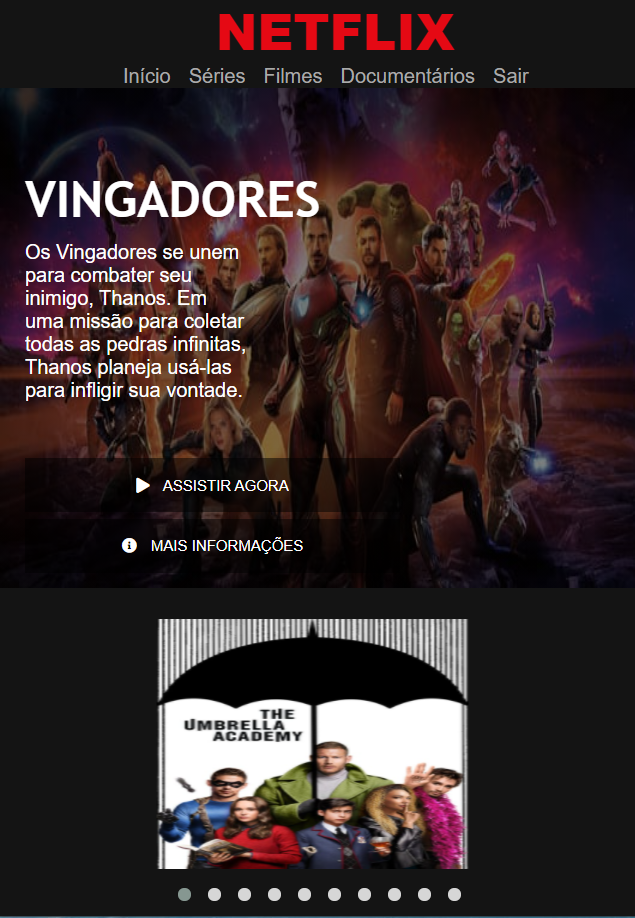 NETFLIX
Início Séries Filmes Documentários Sair
VINGADORES
Os Vingadores se unem
para combater seu
inimigo, Thanos. Em
uma missão para coletar
todas as pedras infinitas,
Thanos planeja usá-las
para infligir sua vontade.
ASSISTIR AGORA
MAIS INFORMAÇÕES
THE
UMBRELLA
ACADEMY